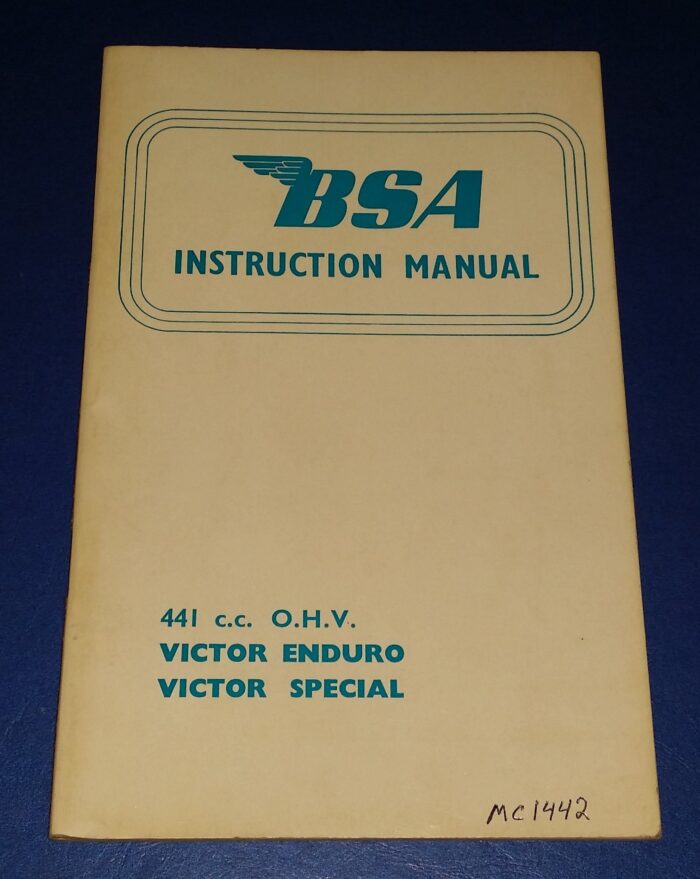 BSA
INSTRUCTION MANUAL
441 c.c. O.H.V.
VICTOR ENDURO
VICTOR SPECIAL
MC1442